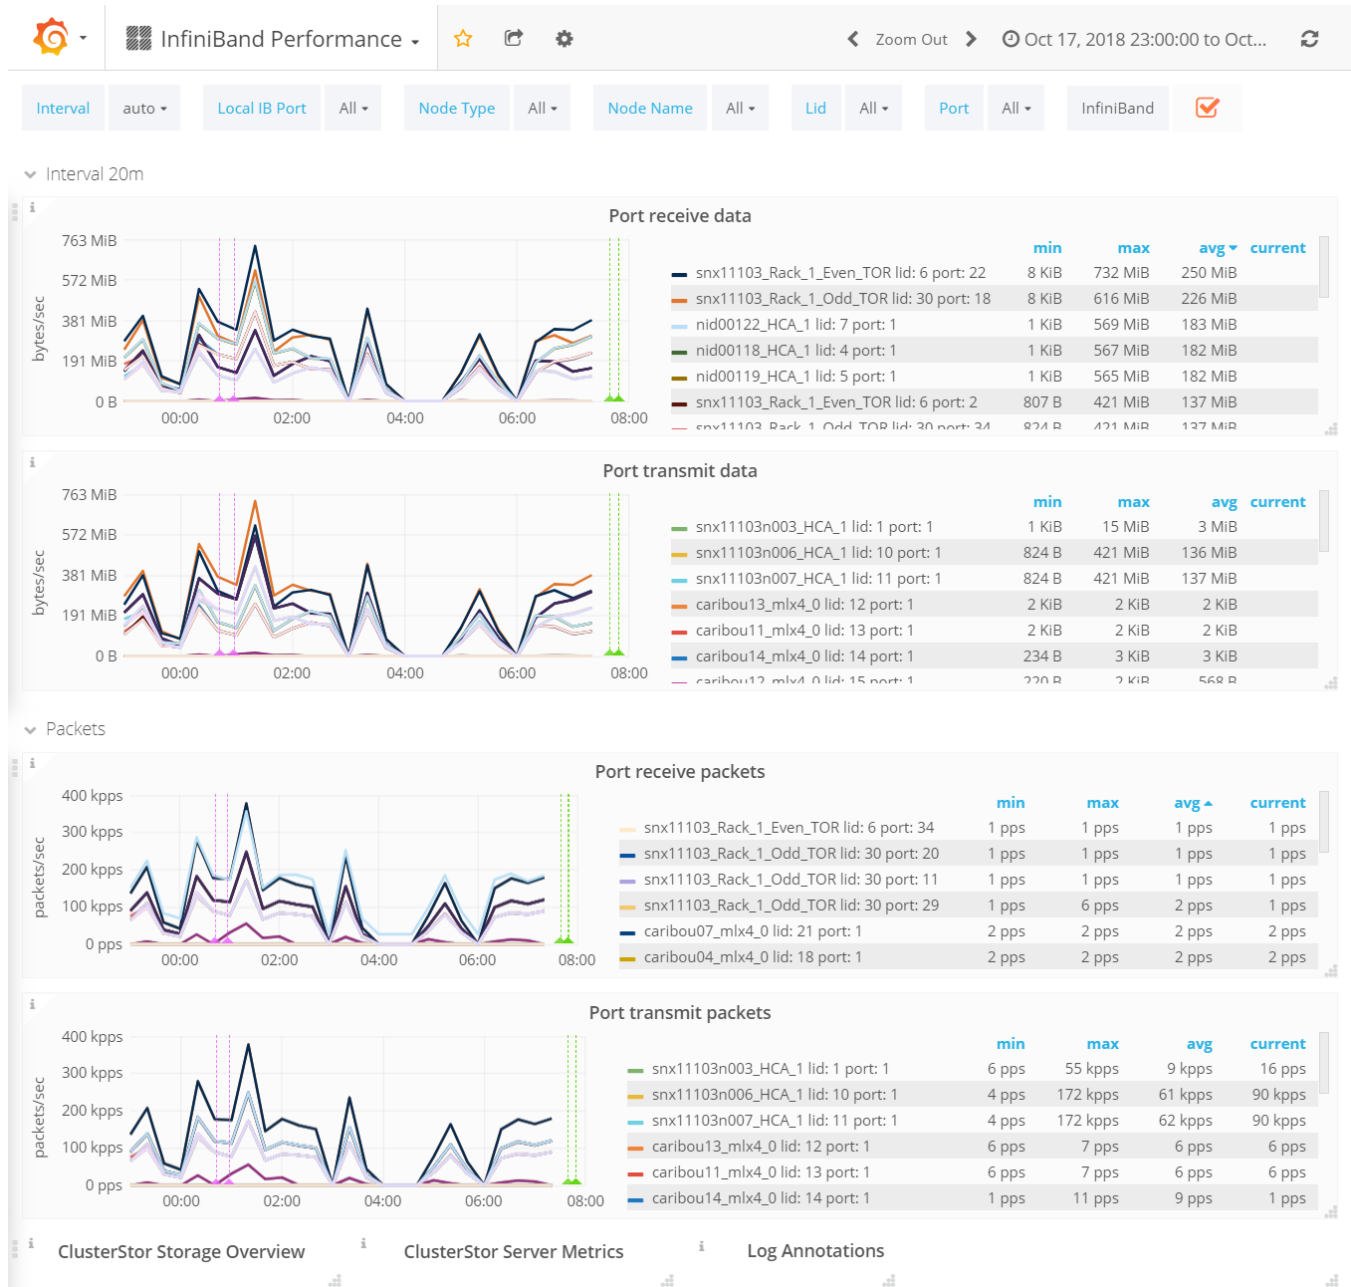 InfiniBand Performance
Zoom Out
Oct 17, 2018 23:00:00 to Oct...
Interval auto Local IB Port All Node Type All Node Name All Lid All Port All InfiniBand
Interval 20m
Port receive data
bytes/sec
763 MiB
572 MiB
381 MiB
191 MiB
0 B
00:00 02:00 04:00 06:00 08:00
min max avg current
snx11103_Rack_1_Even_TOR lid: 6 port: 22 8 KiB 732 MiB 250 MiB
snx11103_Rack_1_Odd_TOR lid: 30 port: 18 8 KiB 616 MiB 226 MiB
nid00122_HCA_1 lid: 7 port: 1 1 KiB 569 MiB 183 MiB
nid00118_HCA_1 lid: 4 port: 1 1 KiB 567 MiB 182 MiB
nid00119_HCA_1 lid: 5 port: 1 1 KiB 565 MiB 182 MiB
snx11103_Rack_1_Even_TOR lid: 6 port: 2 807 B 421 MiB 137 MiB
snx11103_Rack_1_Odd_TOR lid: 30 port: 34 824 B 421 MiB 137 MiB
Port transmit data
bytes/sec
763 MiB
572 MiB
381 MiB
191 MiB
0 B
00:00 02:00 04:00 06:00 08:00
min max avg current
snx11103n003_HCA_1 lid: 1 port: 1 1 KiB 15 MiB 3 MiB
snx11103n006_HCA_1 lid: 10 port: 1 824 B 421 MiB 136 MiB
snx11103n007_HCA_1 lid: 11 port: 1 824 B 421 MiB 137 MiB
caribou13_mlx4_0 lid: 12 port: 1 2 KiB 2 KiB 2 KiB
caribou11_mlx4_0 lid: 13 port: 1 2 KiB 2 KiB 2 KiB
caribou14_mlx4_0 lid: 14 port: 1 234 B 3 KiB 3 KiB
caribou12_mlx4_0 lid: 15 port: 1 220 B 2 KiB 568 B
Packets
Port receive packets
packets/sec
400 kpps
300 kpps
200 kpps
100 kpps
0 pps
00:00 02:00 04:00 06:00 08:00
min max avg current
snx11103_Rack_1_Even_TOR lid: 6 port: 34 1 pps 1 pps 1 pps 1 pps
snx11103_Rack_1_Odd_TOR lid: 30 port: 20 1 pps 1 pps 1 pps 1 pps
snx11103_Rack_1_Odd_TOR lid: 30 port: 11 1 pps 1 pps 1 pps 1 pps
snx11103_Rack_1_Odd_TOR lid: 30 port: 29 1 pps 6 pps 2 pps 1 pps
caribou07_mlx4_0 lid: 21 port: 1 2 pps 2 pps 2 pps 2 pps
caribou04_mlx4_0 lid: 18 port: 1 2 pps 2 pps 2 pps 2 pps
Port transmit packets
packets/sec
400 kpps
300 kpps
200 kpps
100 kpps
0 pps
00:00 02:00 04:00 06:00 08:00
min max avg current
snx11103n003_HCA_1 lid: 1 port: 1 6 pps 55 kpps 9 kpps 16 pps
snx11103n006_HCA_1 lid: 10 port: 1 4 pps 172 kpps 61 kpps 90 kpps
snx11103n007_HCA_1 lid: 11 port: 1 4 pps 172 kpps 62 kpps 90 kpps
caribou13_mlx4_0 lid: 12 port: 1 6 pps 7 pps 6 pps 6 pps
caribou11_mlx4_0 lid: 13 port: 1 6 pps 7 pps 6 pps 6 pps
caribou14_mlx4_0 lid: 14 port: 1 1 pps 11 pps 9 pps 1 pps
ClusterStor Storage Overview
ClusterStor Server Metrics
Log Annotations